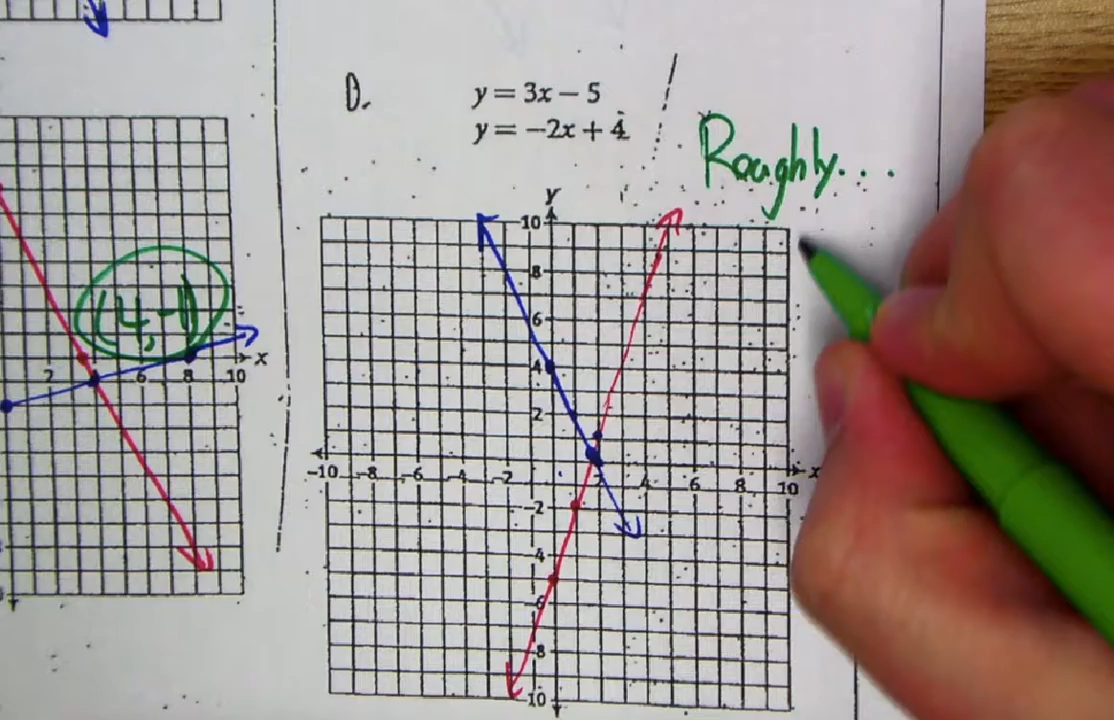 D.
y = 3x − 5
y = −2x + 4
Roughly...
(4,-1)
x
2 6 8 10
y
10
8
6
4
2
-10 -8 -6 -4 -2 2 4 6 8 10 x
-2
4
-6
-8
-10